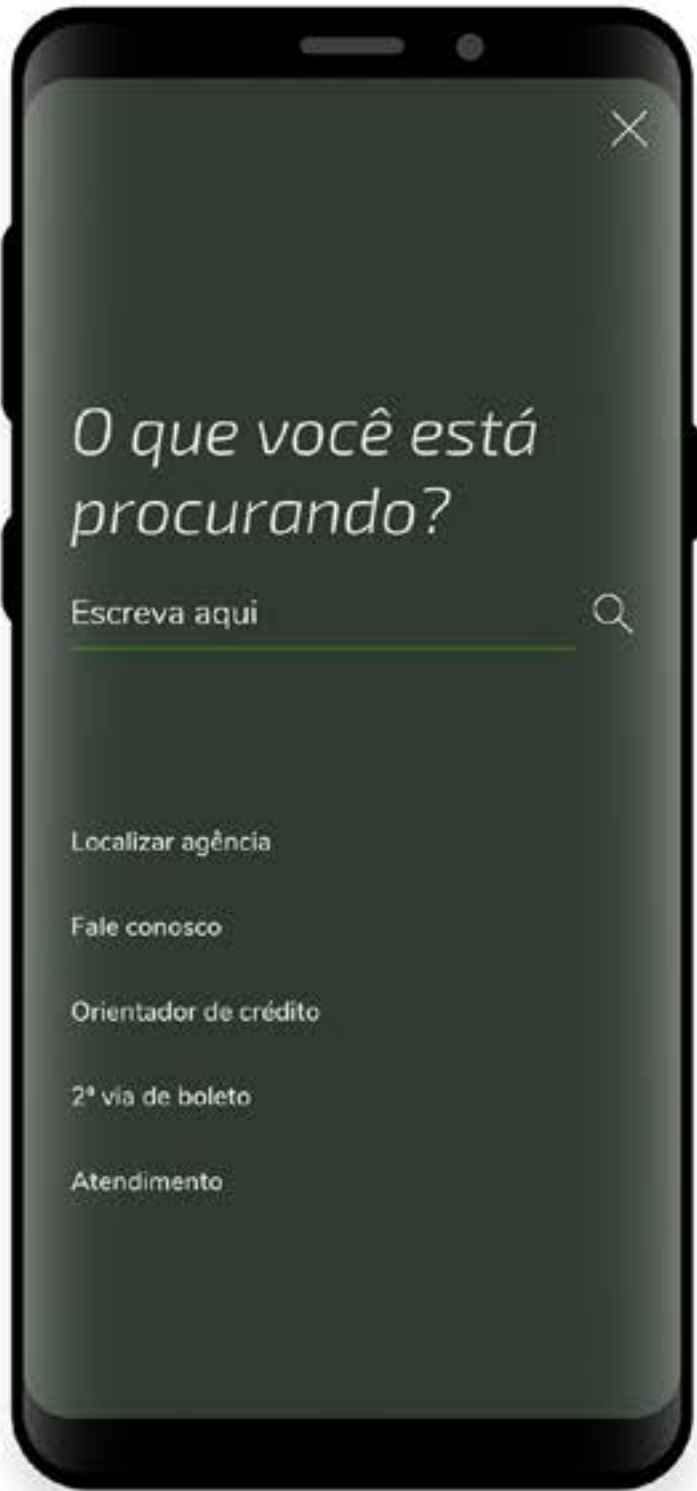 O que você está
procurando?
Escreva aqui
Localizar agência
Fale conosco
Orientador de crédito
2ª via de boleto
Atendimento